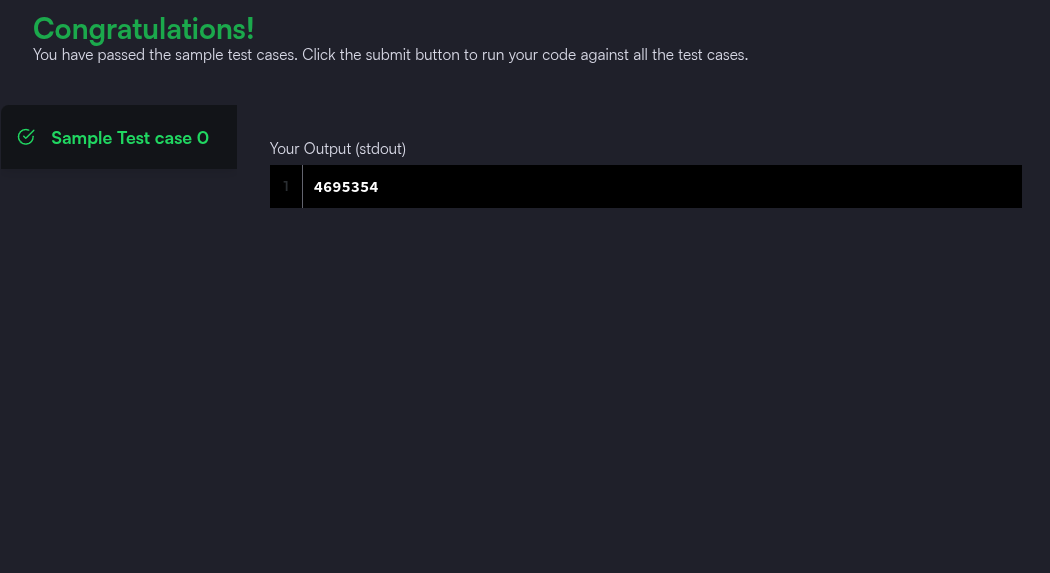 Congratulations!
You have passed the sample test cases. Click the submit button to run your code against all the test cases.
Sample Test case 0
Your Output (stdout)
1
4695354